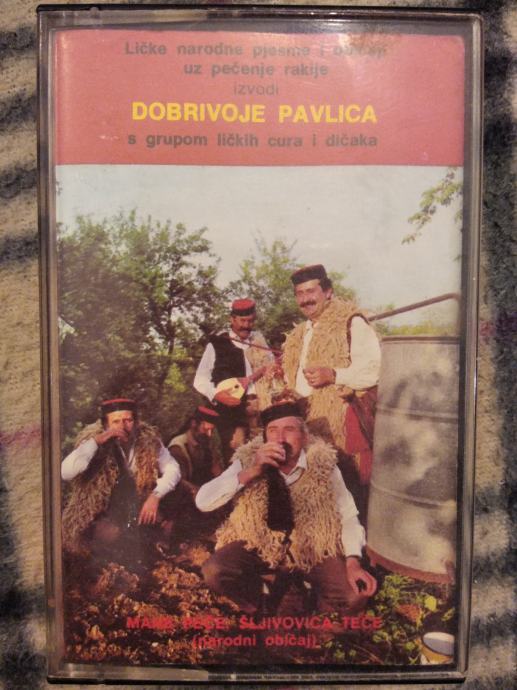 Ličke narodne pjesme i običaji
uz pečenje rakije
izvodi
DOBRIVOJE PAVLICA
s grupom ličkih cura i dičaka
PEČE, ŠLJIVOVICA TEČE
(narodni običaj)